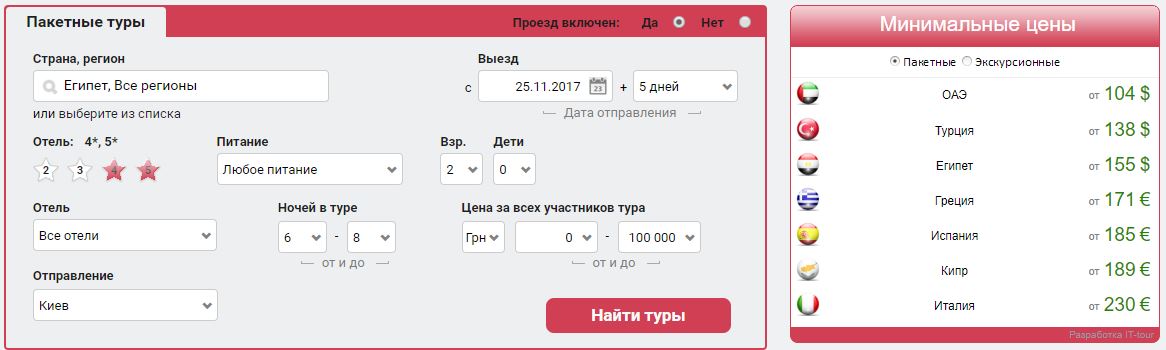 Пакетные туры
Проезд включен: Да Нет
Страна, регион
Египет, Все регионы
или выберите из списка
Выезд
с 25.11.2017 23 + 5 дней
Дата отправления
Отель: 4*, 5*
2 3 4 5
Питание
Любое питание
Взр. Дети
2 0
Отель
Все отели
Ночей в туре
6 - 8
от и до
Цена за всех участников тура
Грн 0 - 100 000
от и до
Отправление
Киев
Найти туры
Минимальные цены
Пакетные Экскурсионные
ОАЭ от 104 $
Турция от 138 $
Египет от 155 $
Греция от 171 €
Испания от 185 €
Кипр от 189 €
Италия от 230 €
Разработка IT-tour